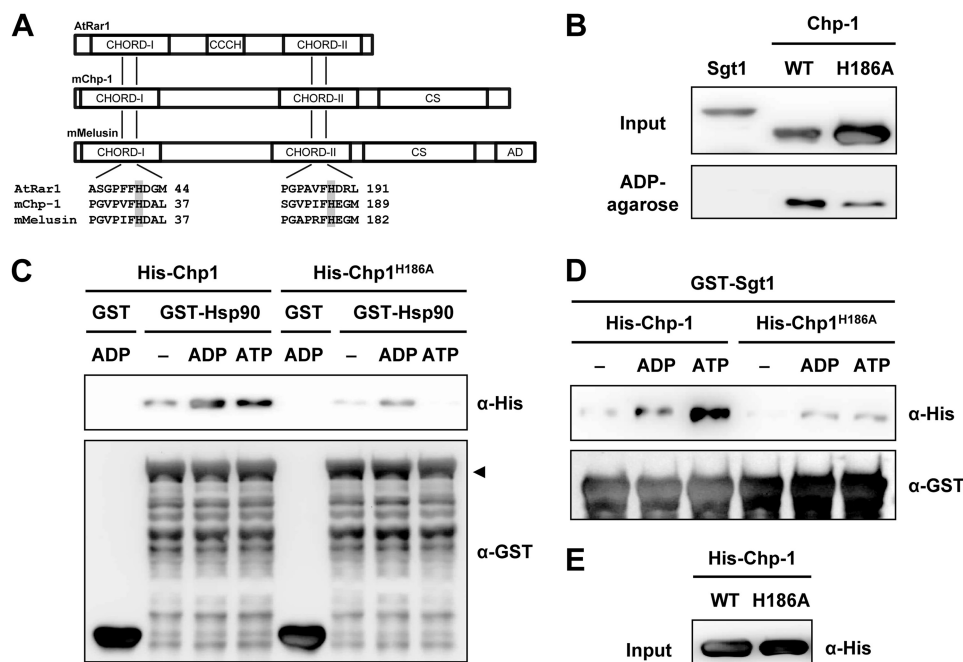 A
AtRar1
CHORD-I CCCH CHORD-II
mChp-1
CHORD-I CHORD-II CS
mMelusin
CHORD-I CHORD-II CS AD
AtRar1 ASGPFFHDGM 44 PGPAVFHDRL 191
mChp-1 PGVPVFHDAL 37 SGVPIFHEGM 189
mMelusin PGVPIFHDAL 37 PGAPRFHEGM 182
B
Chp-1
Sgt1 WT H186A
Input
ADP-
agarose
C
His-Chp1 His-Chp1H186A
GST GST-Hsp90 GST GST-Hsp90
ADP – ADP ATP ADP – ADP ATP
α-His
α-GST
D
GST-Sgt1
His-Chp-1 His-Chp1H186A
– ADP ATP – ADP ATP
α-His
α-GST
E
His-Chp-1
WT H186A
Input α-His